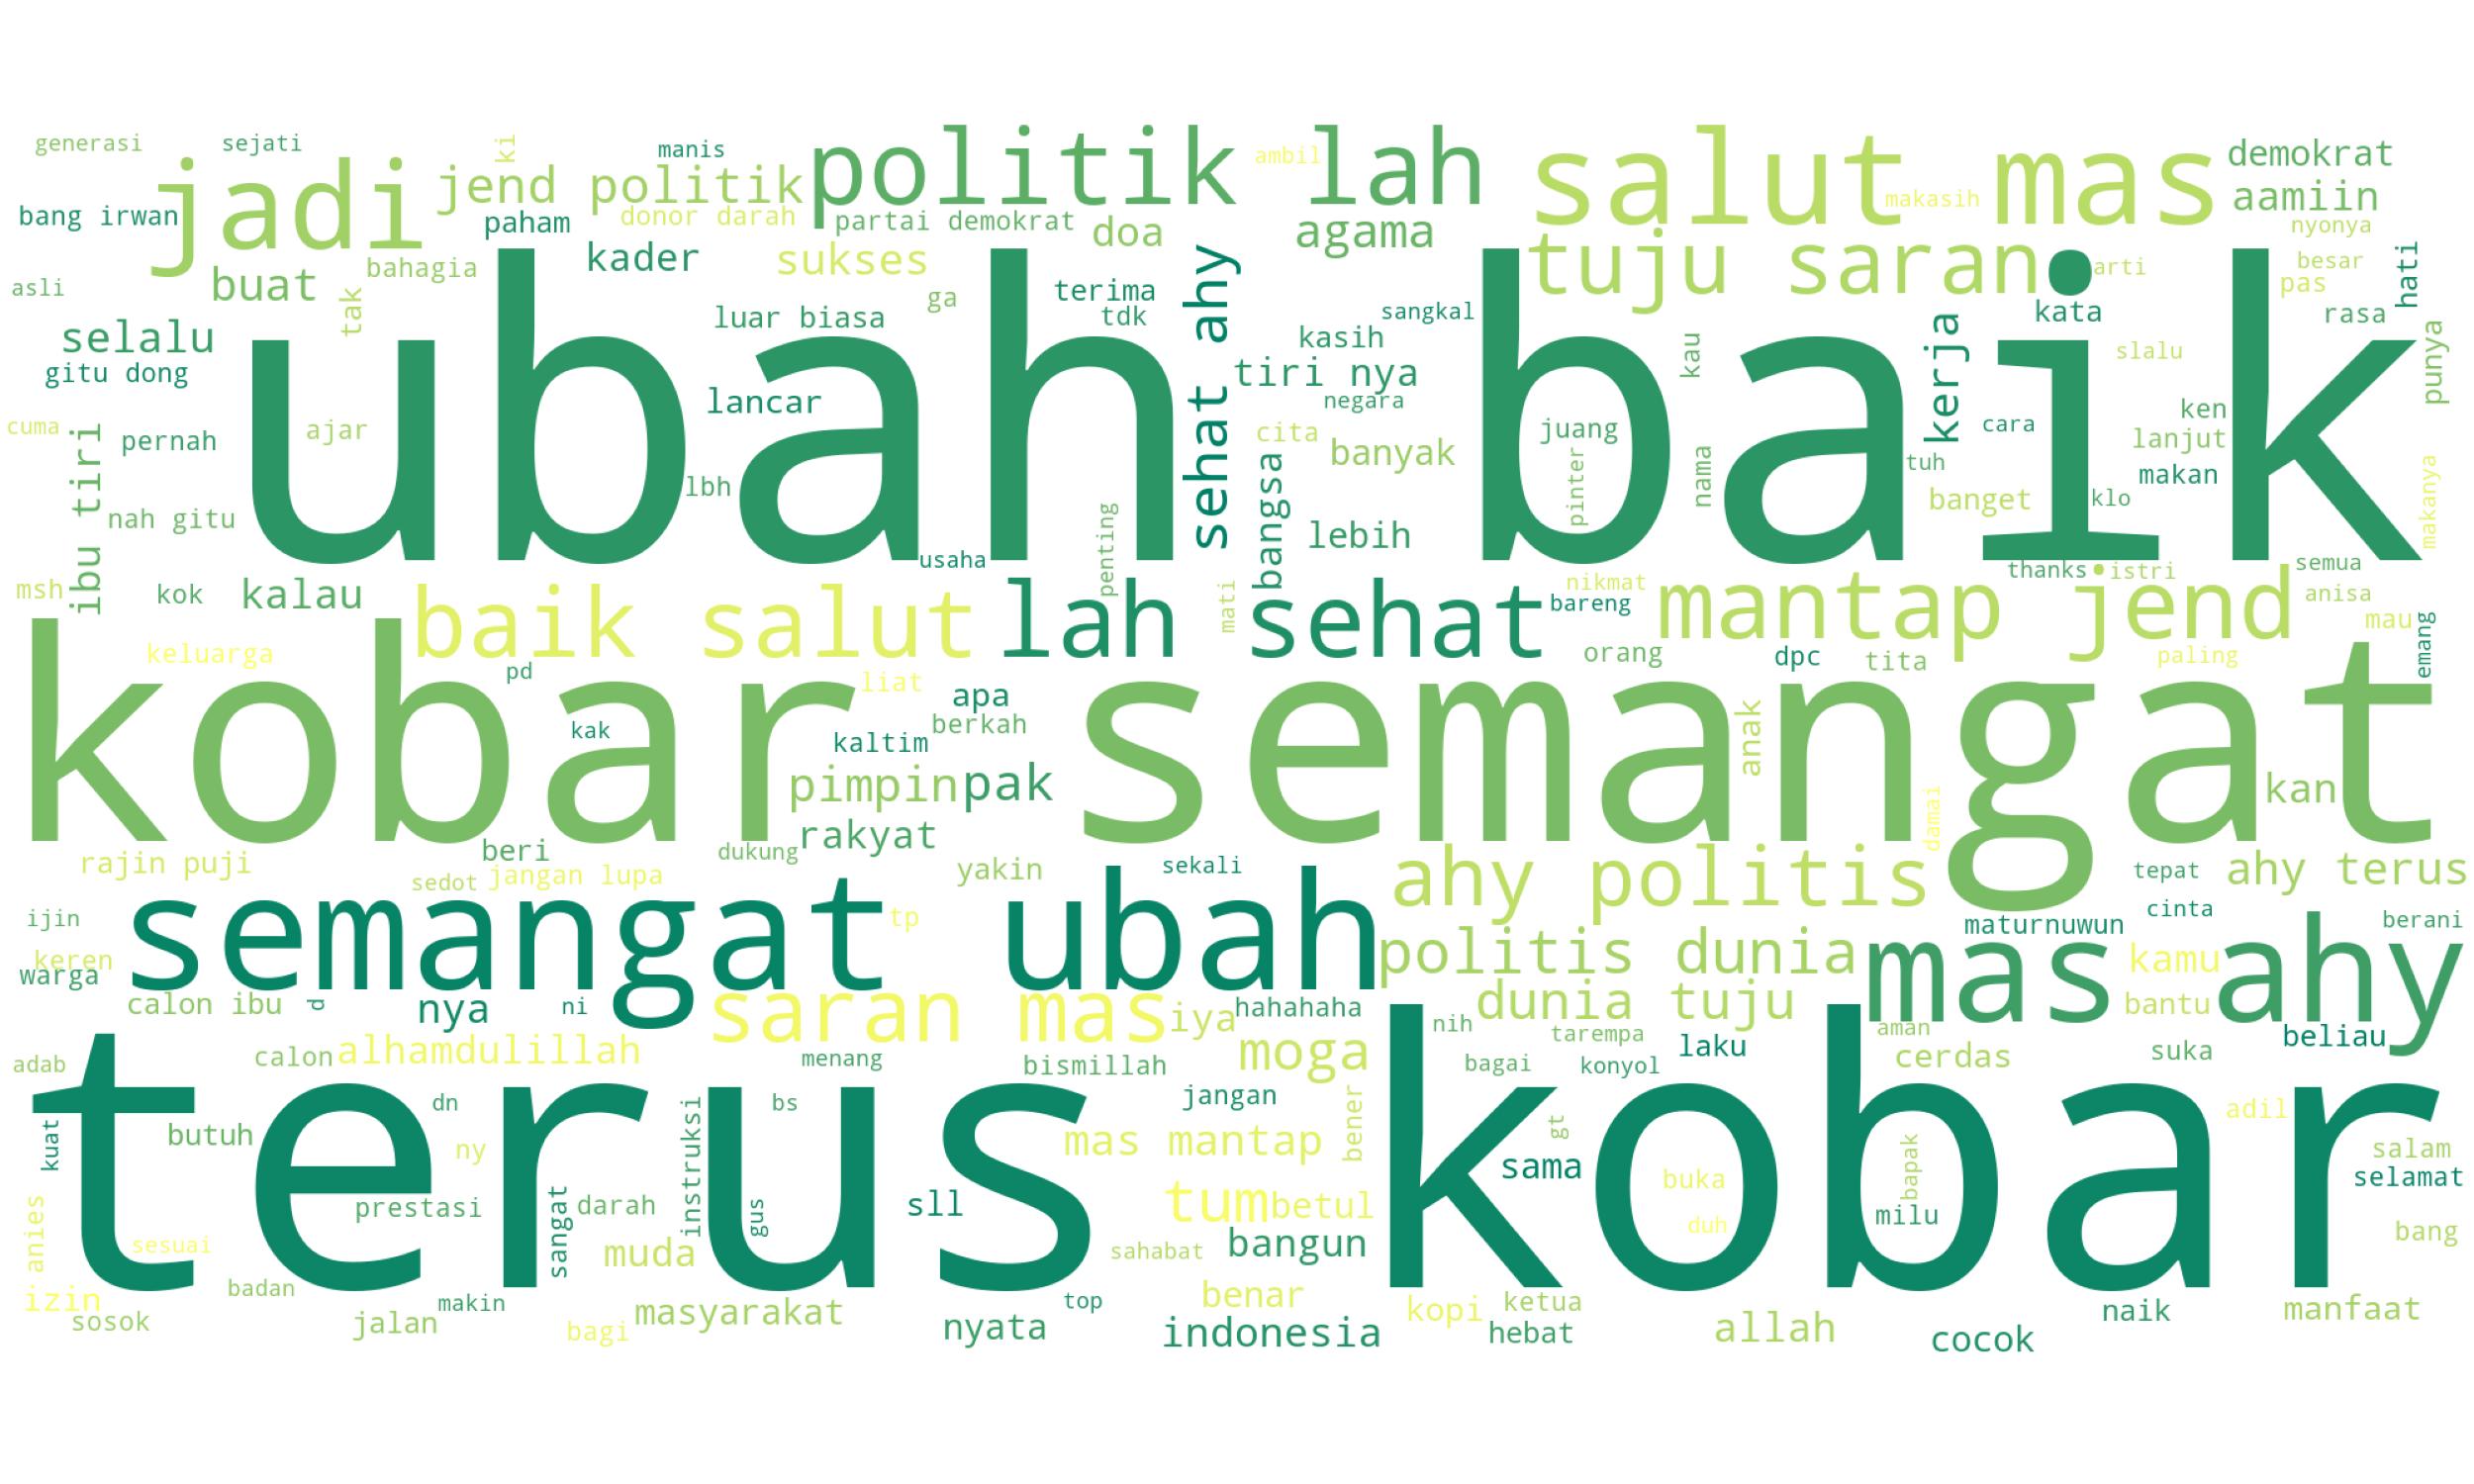 generasi
sejati
ki
manis
politik lah
ambil
salut mas
demokrat
jadi
jend politik
makasih
aamiin
bang irwan
paham
donor darah
partai demokrat
doa
agama
nyonya
buat
bahagia
kader
sukses
sehat ahy
tuju saran
arti
besar
hati
asli
tak
ga
terima
pas
ubah baik
selalu
luar biasa
tdk
kasih
sangkal
kata
rasa
gitu dong
lancar
tiri nya
kau
kerja
slalu
punya
cuma
ibu tiri
pernah
ajar
negara
cita
banyak
juang
cara
ken
lanjut
nah gitu
lbh
bangsa
pinter
nama
tuh
makan
banget
klo
makanya
penting
lebih
usaha
msh
kok
kalau
baik salut
lah sehat
mati
nikmat
bareng
mantap jend
thanks
istri
semua
anisa
mau
emang
keluarga
pd
orang
dpc
tita
paling
kobar semangat
liat
apa
berkah
kak
kaltim
anak
pimpin
pak
kan
damai
rakyat
rajin puji
beri
dukung
sedot
jangan lupa
yakin
sekali
ahy politis
tepat
ahy terus
ijin
semangat ubah
tp
cinta
berani
keren
warga
maturnuwun
politis dunia
mas ahy
kamu
calon ibu
d
nya
ni
saran mas
iya
hahahaha
dunia tuju
bantu
adab
calon
alhamdulillah
menang
bismillah
moga
nih
tarempa
aman
bagai
konyol
laku
cerdas
suka
beliau
terus kobar
kuat
butuh
dn
ny
instruksi
bs
jangan
bener
mas mantap
gt
sama
buka
bapak
adil
salam
selamat
anies
prestasi
sangat
darah
gus
sll
tum
betul
duh
milu
sesuai
muda
sahabat
bangun
bang
izin
badan
makin
benar
sosok
jalan
bagi
masyarakat
nyata
top
indonesia
kopi
ketua
hebat
allah
cocok
naik
manfaat